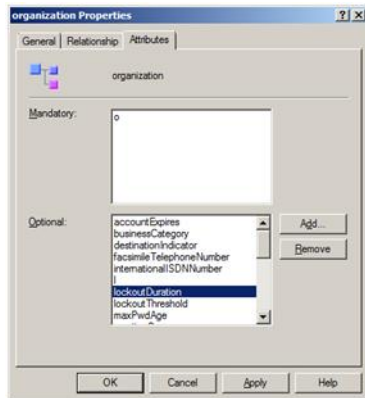 organization Properties
General
Relationship
Attributes
organization
Mandatory:
o
Optional:
accountExpires
businessCategory
destinationIndicator
facsimileTelephoneNumber
internationalISDNNumber
l
lockoutDuration
lockoutThreshold
maxPwdAge
Add...
Remove
OK
Cancel
Apply
Help